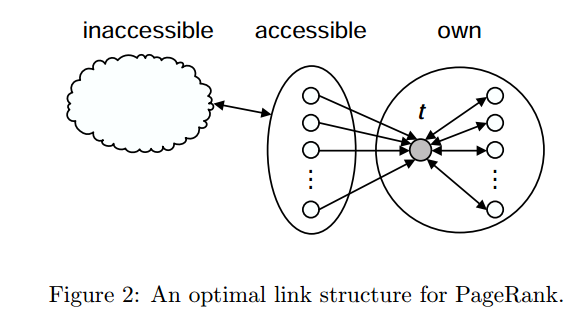 inaccessible accessible own
t
Figure 2: An optimal link structure for PageRank.